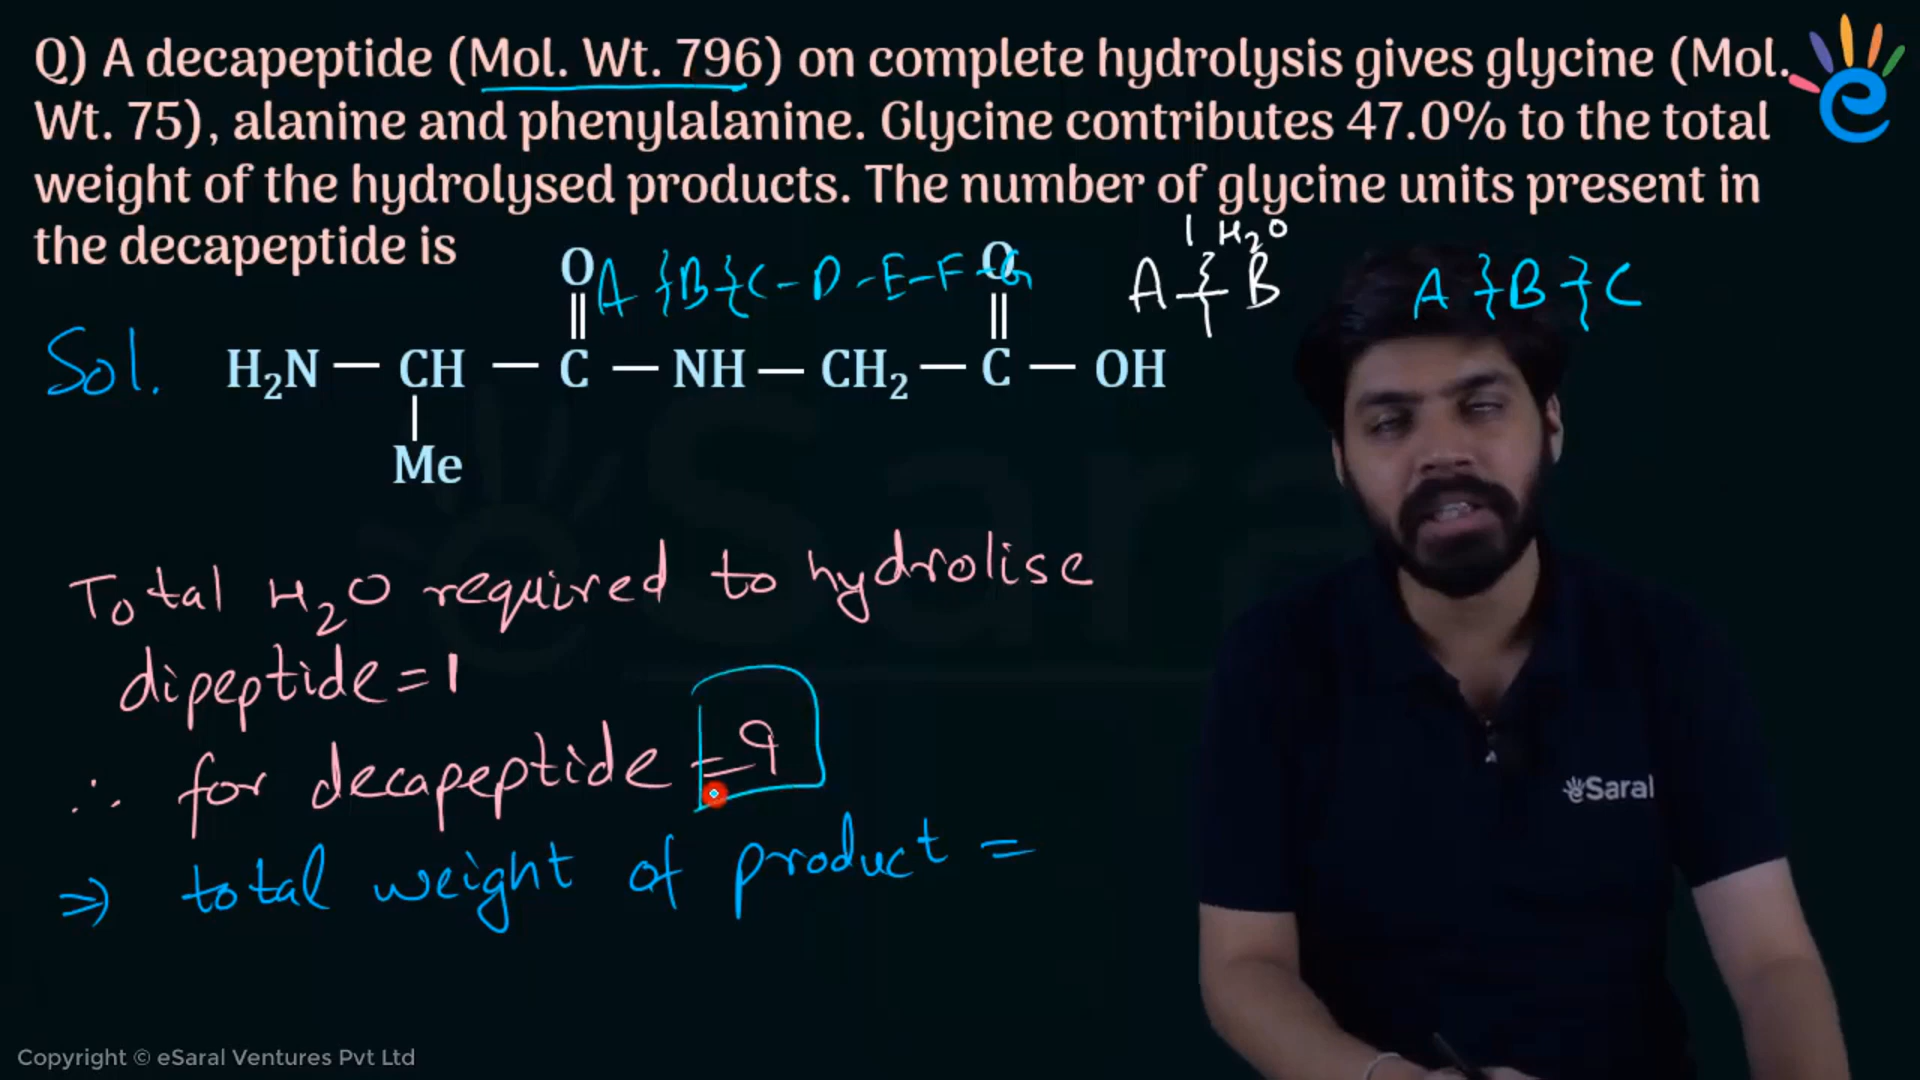 Q) A decapeptide (Mol. Wt. 796) on complete hydrolysis gives glycine (Mol.
Wt. 75), alanine and phenylalanine. Glycine contributes 47.0% to the total
weight of the hydrolysed products. The number of glycine units present in
the decapeptide is
1 H₂O
A B C - D - E - F - G
A B
A B C
O O
Sol.
H₂N — CH — C — NH — CH₂ — C — OH
Me
Total H₂O required to hydrolise
dipeptide = 1
∴ for decapeptide = 9
⇒ total weight of product =
eSaral
Copyright © eSaral Ventures Pvt Ltd